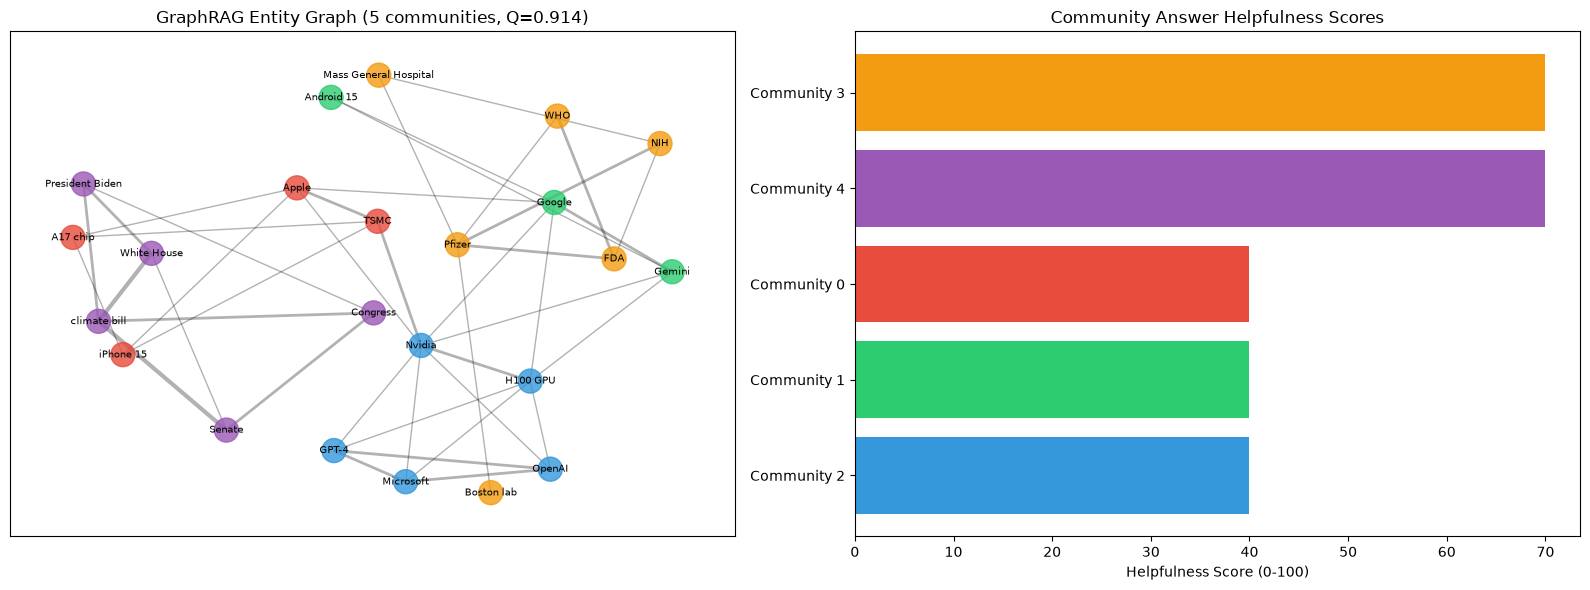 GraphRAG Entity Graph (5 communities, Q=0.914)
Mass General Hospital
Android 15
WHO
NIH
President Biden
Apple
Google
TSMC
A17 chip
White House
Pfizer
FDA
Gemini
Congress
climate bill
Nvidia
iPhone 15
H100 GPU
Senate
GPT-4
OpenAI
Microsoft
Boston lab
Community Answer Helpfulness Scores
Community 3
Community 4
Community 0
Community 1
Community 2
0 10 20 30 40 50 60 70
Helpfulness Score (0-100)